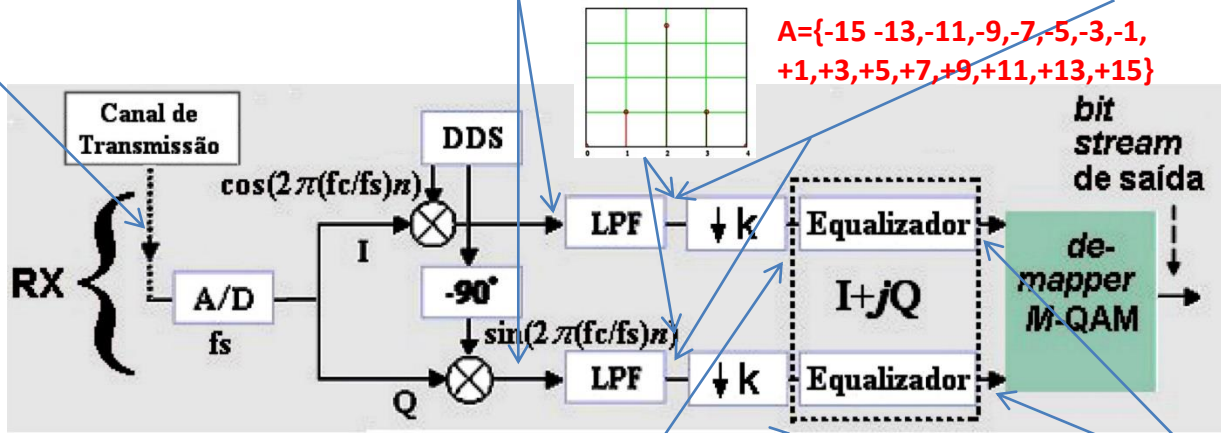 A={-15 -13,-11,-9,-7,-5,-3,-1,
+1,+3,+5,+7,+9,+11,+13,+15}
0 1 2 3 4
Canal de
Transmissão
DDS
bit
stream
de saída
cos(2π(fc/fs)n)
I
LPF
↓ k
Equalizador
RX
A/D
fs
-90°
I+jQ
de-
mapper
M-QAM
sin(2π(fc/fs)n)
Q
LPF
↓ k
Equalizador